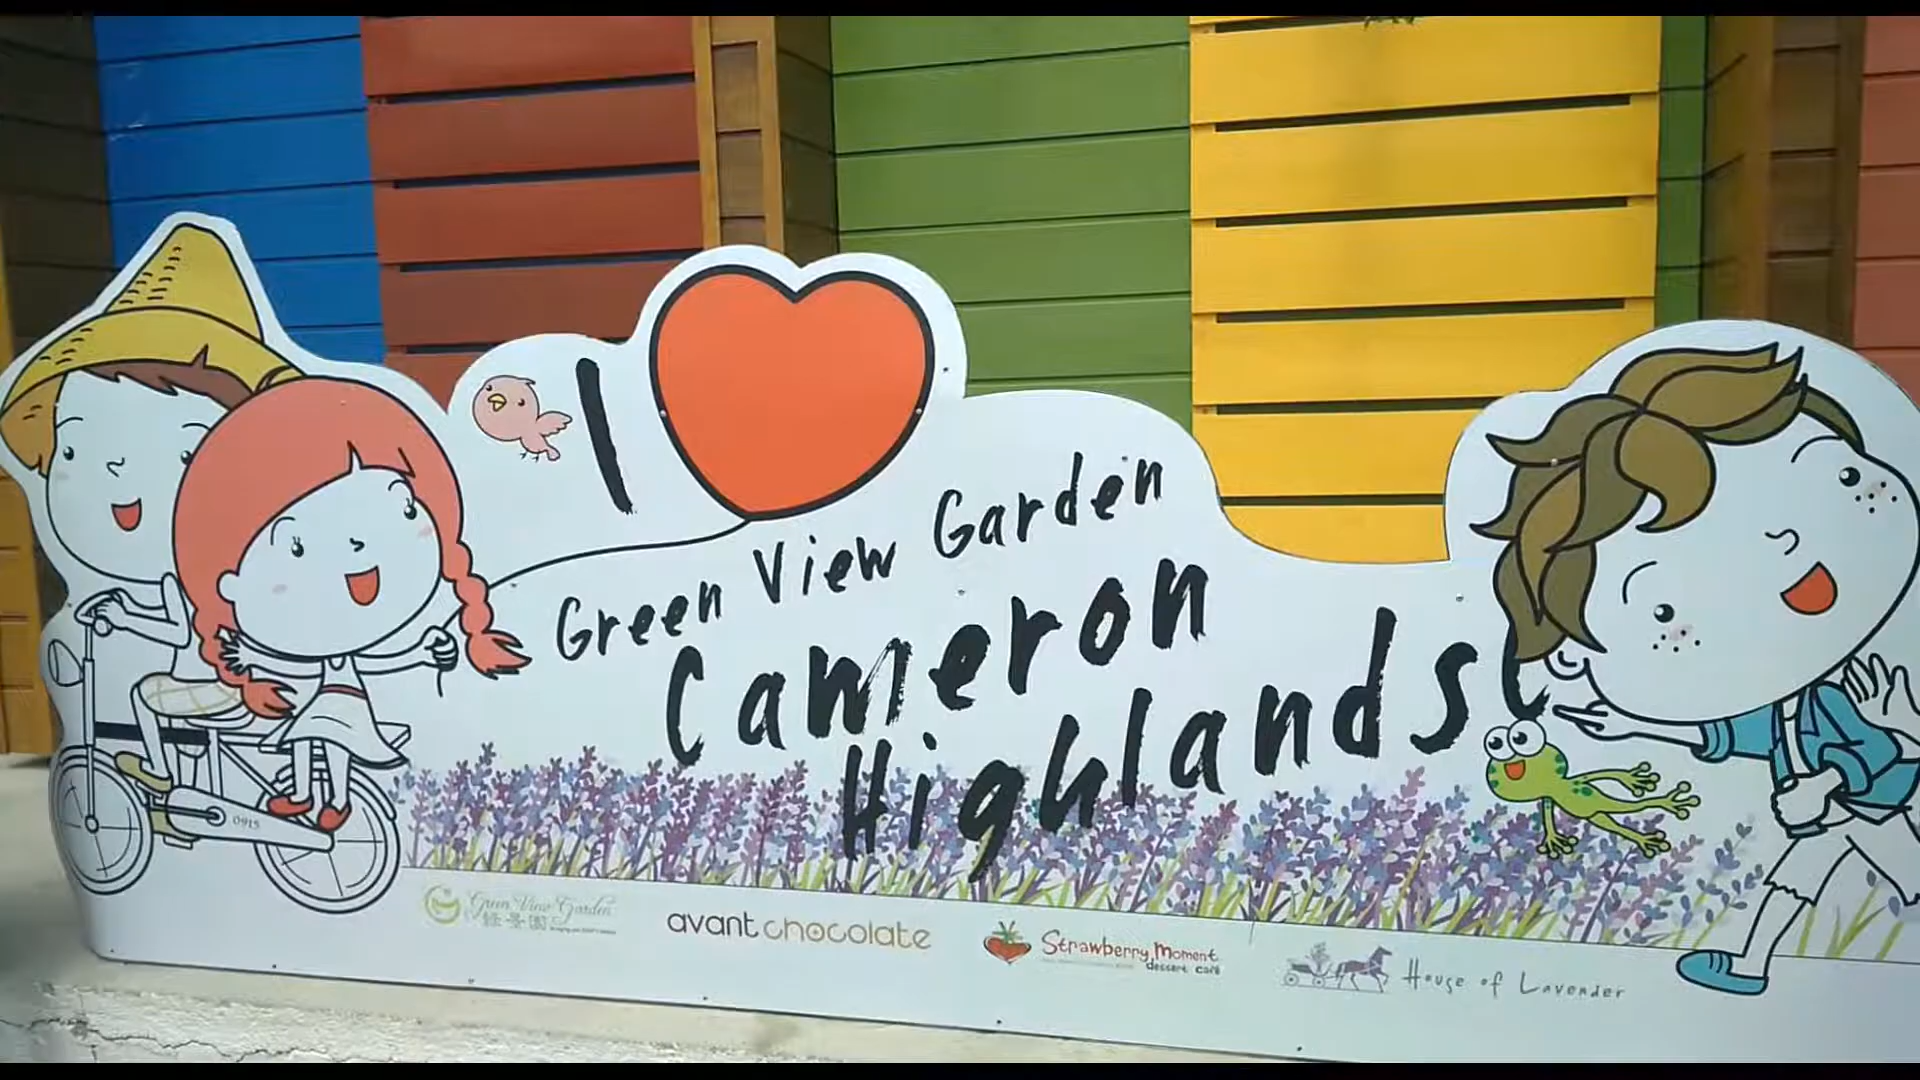 I
Green View Garden
Cameron
Highlands
0915
Green View Garden
綠景園
avant chocolate
Strawberry Moment
dessert café
House of Lavender